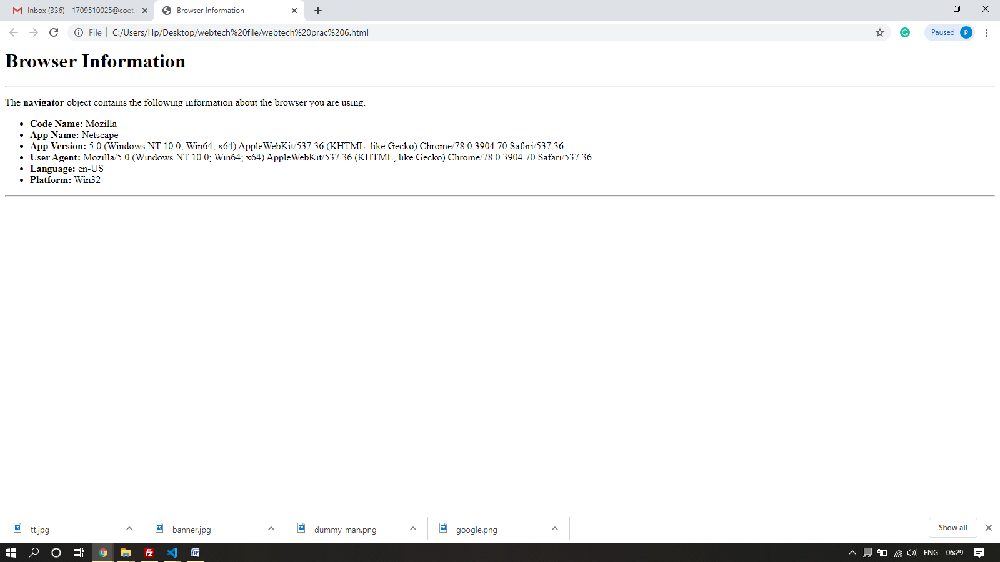 Inbox (336) - 1709510025@coet.
Browser Information
File
C:/Users/Hp/Desktop/webtech%20file/webtech%20prac%206.html
Paused
P
Browser Information
The navigator object contains the following information about the browser you are using.
Code Name: Mozilla
App Name: Netscape
App Version: 5.0 (Windows NT 10.0; Win64; x64) AppleWebKit/537.36 (KHTML, like Gecko) Chrome/78.0.3904.70 Safari/537.36
User Agent: Mozilla/5.0 (Windows NT 10.0; Win64; x64) AppleWebKit/537.36 (KHTML, like Gecko) Chrome/78.0.3904.70 Safari/537.36
Language: en-US
Platform: Win32
tt.jpg
banner.jpg
dummy-man.png
google.png
Show all
ENG
06:29